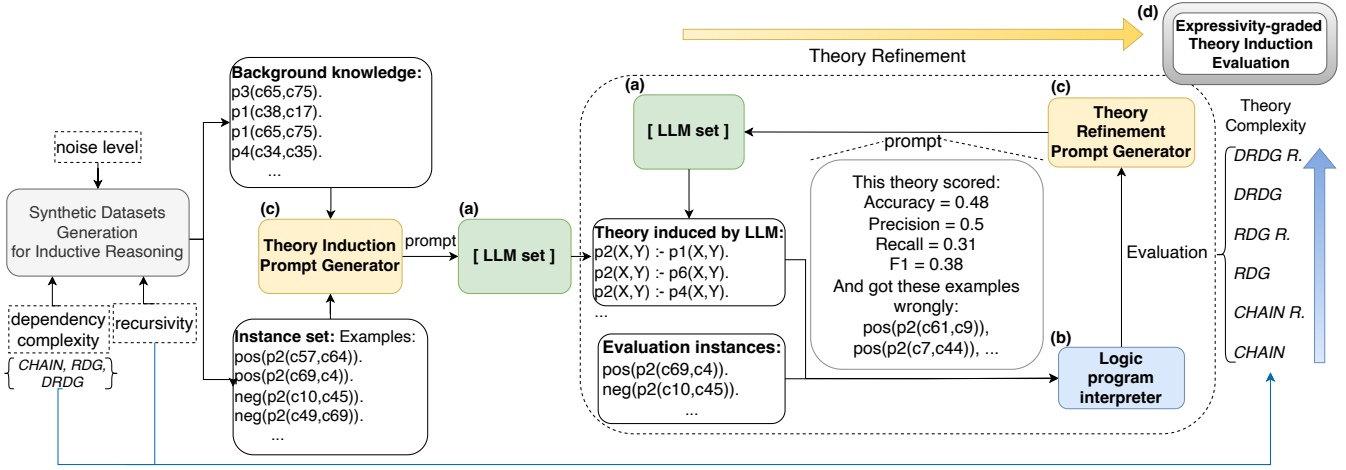 noise level
Synthetic Datasets
Generation
for Inductive Reasoning
dependency
complexity
recursivity
CHAIN, RDG,
DRDG
Background knowledge:
p3(c65,c75).
p1(c38,c17).
p1(c65,c75).
p4(c34,c35).
...
(c)
Theory Induction
Prompt Generator
Instance set: Examples:
pos(p2(c57,c64)).
pos(p2(c69,c4)).
neg(p2(c10,c45)).
neg(p2(c49,c69)).
...
prompt
(a)
[ LLM set ]
Theory Refinement
(a)
[ LLM set ]
Theory induced by LLM:
p2(X,Y) :- p1(X,Y).
p2(X,Y) :- p6(X,Y).
p2(X,Y) :- p4(X,Y).
...
Evaluation instances:
pos(p2(c69,c4)).
neg(p2(c10,c45)).
...
prompt
This theory scored:
Accuracy = 0.48
Precision = 0.5
Recall = 0.31
F1 = 0.38
And got these examples
wrongly:
pos(p2(c61,c9)),
pos(p2(c7,c44)), ...
(c)
Theory
Refinement
Prompt Generator
Evaluation
(b)
Logic
program
interpreter
(d)
Expressivity-graded
Theory Induction
Evaluation
Theory
Complexity
DRDG R.
DRDG
RDG R.
RDG
CHAIN R.
CHAIN